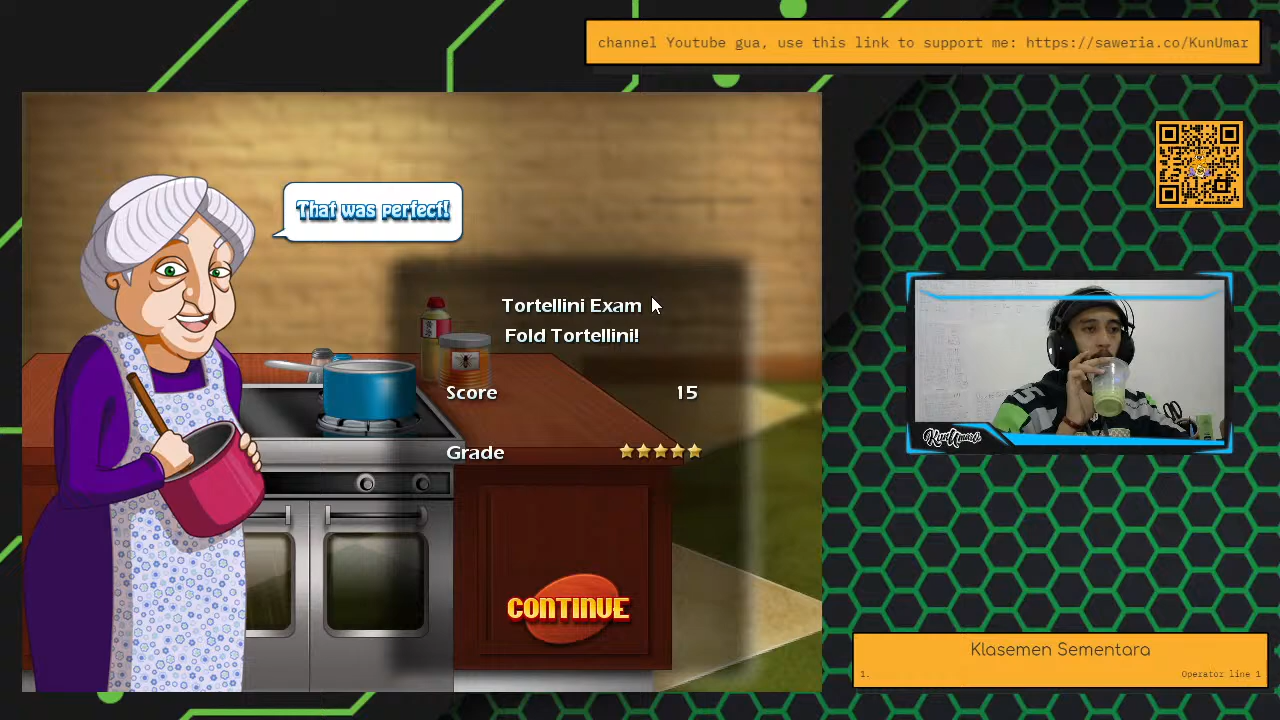 channel Youtube gua, use this link to support me: https://saweria.co/KunUmar
That was perfect!
Tortellini Exam
Fold Tortellini!
Score 15
Grade
CONTINUE
KunUmar
Klasemen Sementara
1. Operator line 1